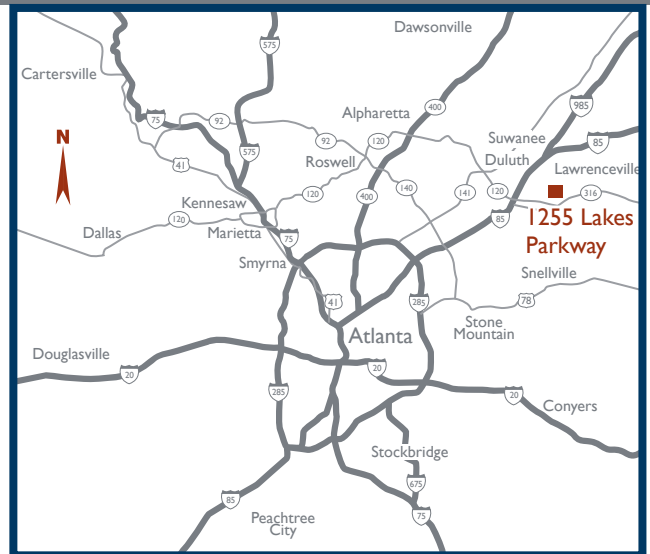 Dawsonville
575
Cartersville
400
985
75
92
Alpharetta
N
92
120
Suwanee
85
575
Duluth
41
Roswell
Lawrenceville
120
400
140
141
120
316
Kennesaw
120
Marietta
85
1255 Lakes
Parkway
Dallas
75
Smyrna
Snellville
41
285
78
Stone
Mountain
Atlanta
Douglasville
20
20
285
20
Conyers
Stockbridge
675
85
75
Peachtree
City